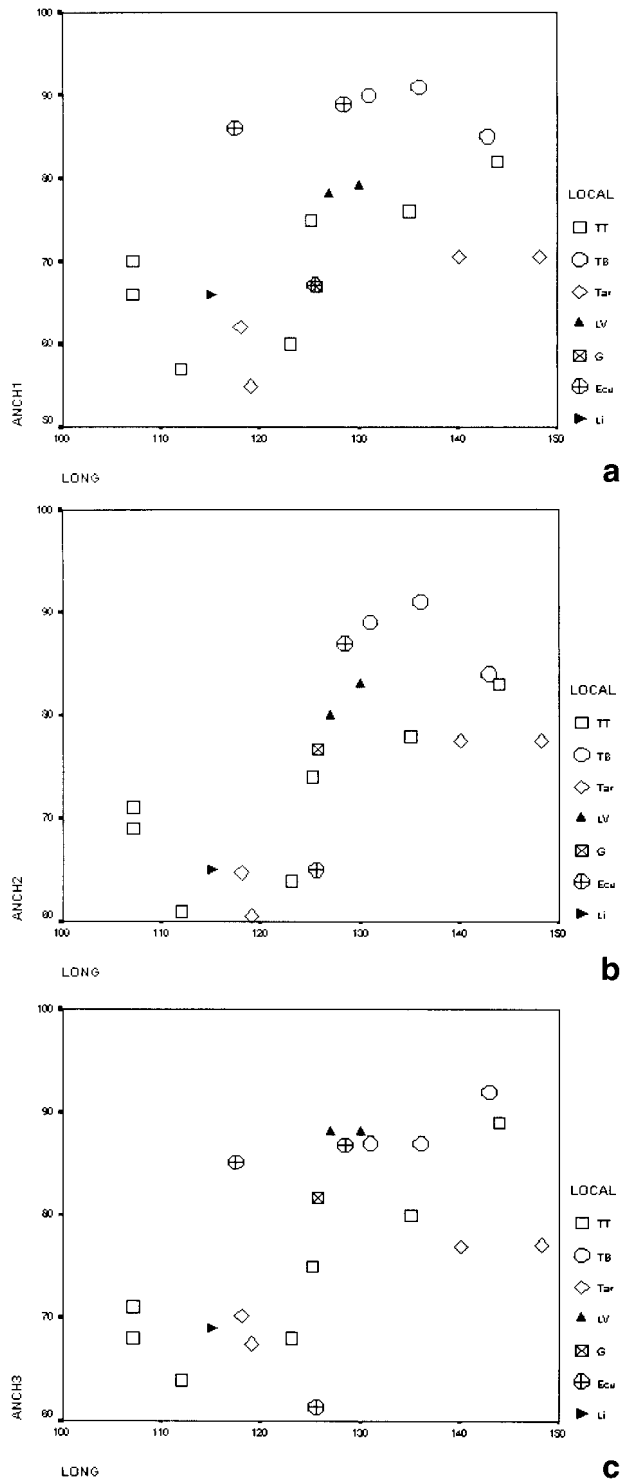 100
90
80
70
60
50
ANCH1
100 110 120 130 140 150
LONG
LOCAL
TT
TB
Tar
LV
G
Ecu
Li
a
100
90
80
70
60
ANCH2
100 110 120 130 140 150
LONG
LOCAL
TT
TB
Tar
LV
G
Ecu
Li
b
100
90
80
70
60
ANCH3
100 110 120 130 140 150
LONG
LOCAL
TT
TB
Tar
LV
G
Ecu
Li
c